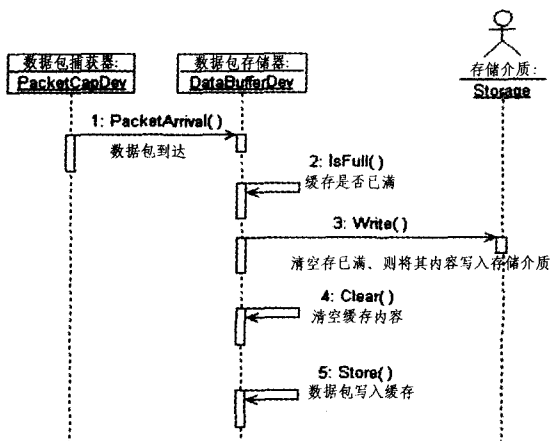 数据包捕获器:
PacketCapDev
数据包存储器:
DataBufferDev
存储介质:
Storage
1: PacketArrival( )
数据包到达
2: IsFull( )
缓存是否已满
3: Write( )
清空存已满、则将其内容写入存储介质
4: Clear( )
清空缓存内容
5: Store( )
数据包写入缓存